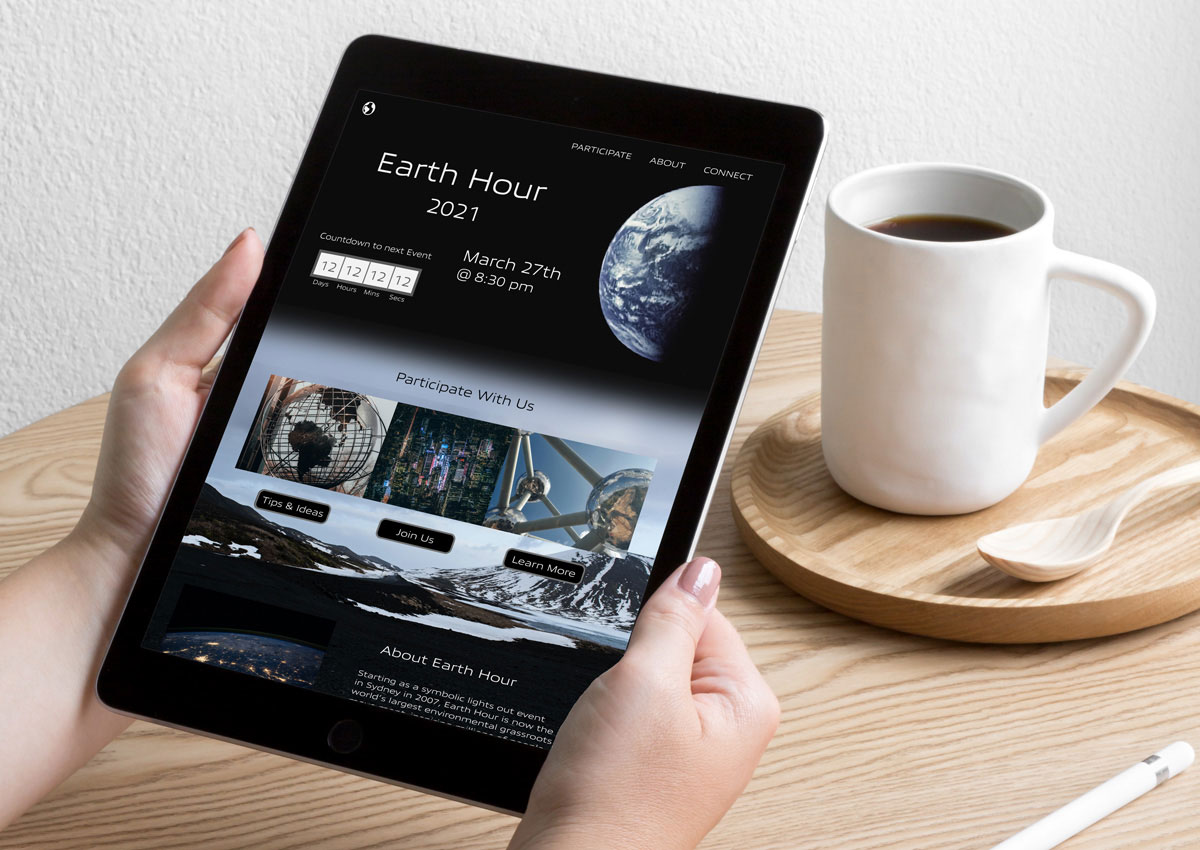 PARTICIPATE ABOUT CONNECT
Earth Hour
2021
Countdown to next Event
12 12 12 12
Days Hours Mins Secs
March 27th
@ 8:30 pm
Participate With Us
Tips & Ideas
Join Us
Learn More
About Earth Hour
Starting as a symbolic lights out event
in Sydney in 2007, Earth Hour is now the
world's largest environmental grassroots